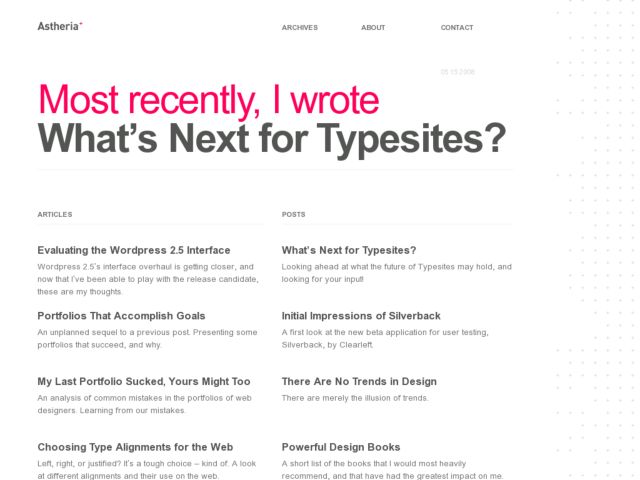 Astheria
ARCHIVES
ABOUT
CONTACT
05.15.2008
Most recently, I wrote
What's Next for Typesites?
ARTICLES
Evaluating the Wordpress 2.5 Interface
Wordpress 2.5's interface overhaul is getting closer, and
now that I've been able to play with the release candidate,
these are my thoughts.
Portfolios That Accomplish Goals
An unplanned sequel to a previous post. Presenting some
portfolios that succeed, and why.
My Last Portfolio Sucked, Yours Might Too
An analysis of common mistakes in the portfolios of web
designers. Learning from our mistakes.
Choosing Type Alignments for the Web
Left, right, or justified? It's a tough choice – kind of. A look
at different alignments and their use on the web.
POSTS
What's Next for Typesites?
Looking ahead at what the future of Typesites may hold, and
looking for your input!
Initial Impressions of Silverback
A first look at the new beta application for user testing,
Silverback, by Clearleft.
There Are No Trends in Design
There are merely the illusion of trends.
Powerful Design Books
A short list of the books that I would most heavily
recommend, and that have had the greatest impact on me